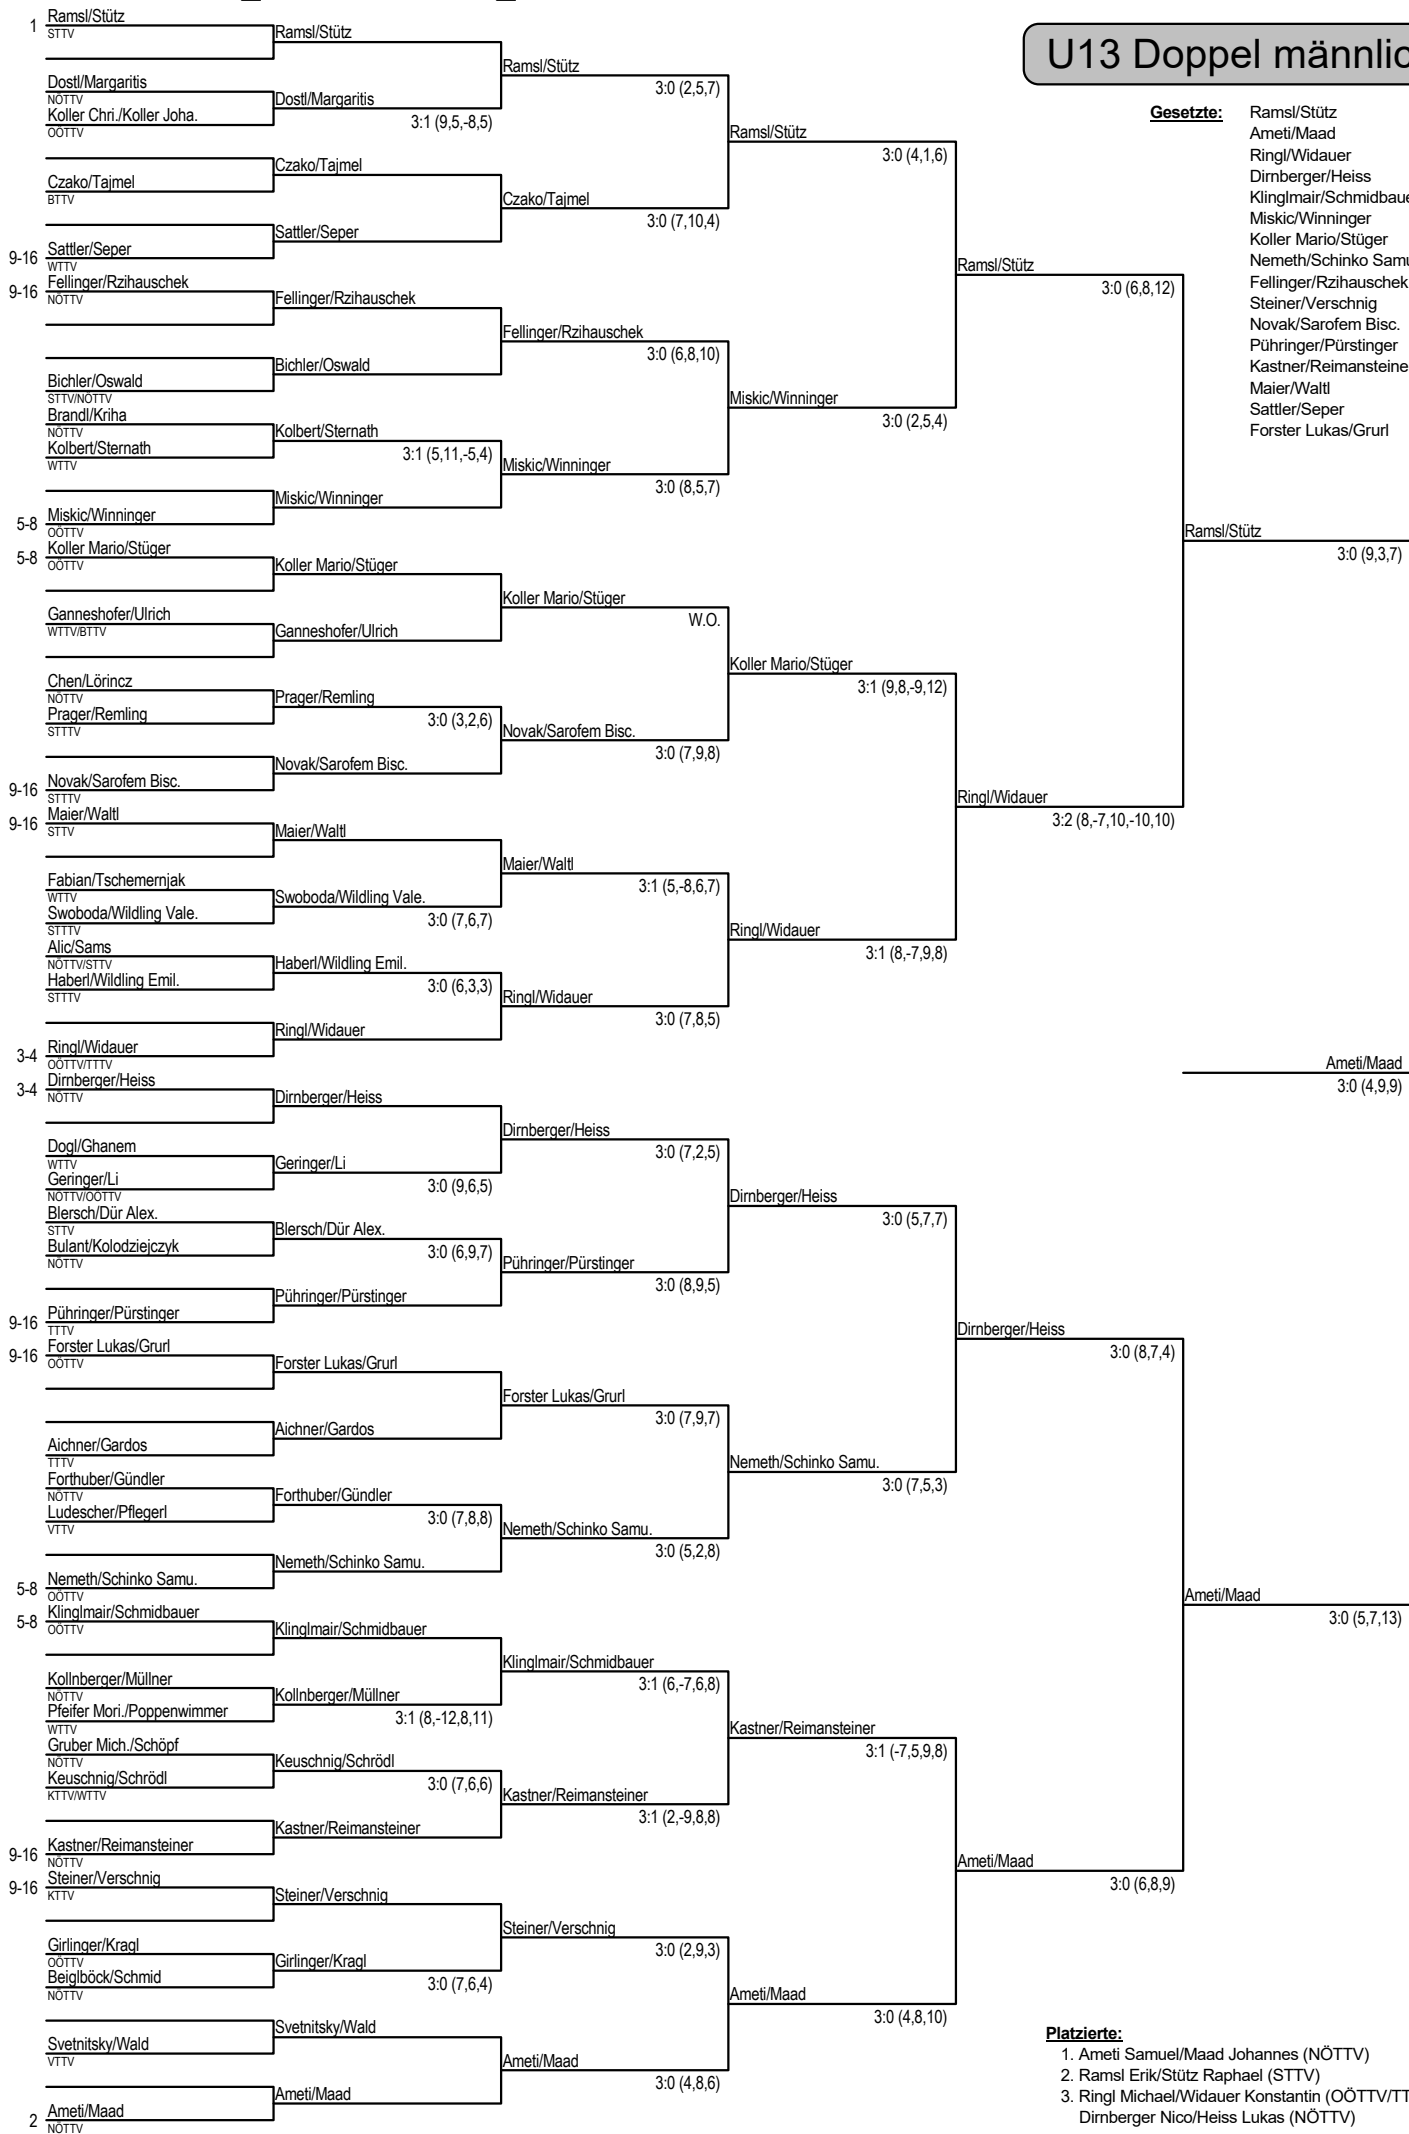 U13 Doppel männlic
Gesetzte:
Ramsl/Stütz
Ameti/Maad
Ringl/Widauer
Dirnberger/Heiss
Klinglmair/Schmidbaue
Miskic/Winninger
Koller Mario/Stüger
Nemeth/Schinko Samu
Fellinger/Rzihauschek
Steiner/Verschnig
Novak/Sarofem Bisc.
Pühringer/Pürstinger
Kastner/Reimansteine
Maier/Waltl
Sattler/Seper
Forster Lukas/Grurl
1 Ramsl/Stütz
STTV
Dostl/Margaritis
NÖTTV
Koller Chri./Koller Joha.
OÖTTV
Czako/Tajmel
BTTV
9-16 Sattler/Seper
WTTV
9-16 Fellinger/Rzihauschek
NÖTTV
Bichler/Oswald
STTV/NÖTTV
Brandl/Kriha
NÖTTV
Kolbert/Sternath
WTTV
5-8 Miskic/Winninger
OÖTTV
5-8 Koller Mario/Stüger
OÖTTV
Ganneshofer/Ulrich
WTTV/BTTV
Chen/Lörincz
NÖTTV
Prager/Remling
STTTV
9-16 Novak/Sarofem Bisc.
STTTV
9-16 Maier/Waltl
STTV
Fabian/Tschemernjak
WTTV
Swoboda/Wildling Vale.
STTTV
Alic/Sams
NÖTTV/STTV
Haberl/Wildling Emil.
STTTV
3-4 Ringl/Widauer
OÖTTV/TTTV
3-4 Dirnberger/Heiss
NÖTTV
Dogl/Ghanem
WTTV
Geringer/Li
NÖTTV/OÖTTV
Blersch/Dür Alex.
STTV
Bulant/Kolodziejczyk
NÖTTV
9-16 Pühringer/Pürstinger
TTTV
9-16 Forster Lukas/Grurl
OÖTTV
Aichner/Gardos
TTTV
Forthuber/Gündler
NÖTTV
Ludescher/Pflegerl
VTTV
5-8 Nemeth/Schinko Samu.
OÖTTV
5-8 Klinglmair/Schmidbauer
OÖTTV
Kollnberger/Müllner
NÖTTV
Pfeifer Mori./Poppenwimmer
WTTV
Gruber Mich./Schöpf
NÖTTV
Keuschnig/Schrödl
KTTV/WTTV
9-16 Kastner/Reimansteiner
NÖTTV
9-16 Steiner/Verschnig
KTTV
Girlinger/Kragl
OÖTTV
Beiglböck/Schmid
NÖTTV
Svetnitsky/Wald
VTTV
2 Ameti/Maad
NÖTTV
Ramsl/Stütz
Dostl/Margaritis
3:1 (9,5,-8,5)
Czako/Tajmel
Sattler/Seper
Fellinger/Rzihauschek
Bichler/Oswald
Kolbert/Sternath
3:1 (5,11,-5,4)
Miskic/Winninger
Koller Mario/Stüger
Ganneshofer/Ulrich
Prager/Remling
3:0 (3,2,6)
Novak/Sarofem Bisc.
Maier/Waltl
Swoboda/Wildling Vale.
3:0 (7,6,7)
Haberl/Wildling Emil.
3:0 (6,3,3)
Ringl/Widauer
Dirnberger/Heiss
Geringer/Li
3:0 (9,6,5)
Blersch/Dür Alex.
3:0 (6,9,7)
Pühringer/Pürstinger
Forster Lukas/Grurl
Aichner/Gardos
Forthuber/Gündler
3:0 (7,8,8)
Nemeth/Schinko Samu.
Klinglmair/Schmidbauer
Kollnberger/Müllner
3:1 (8,-12,8,11)
Keuschnig/Schrödl
3:0 (7,6,6)
Kastner/Reimansteiner
Steiner/Verschnig
Girlinger/Kragl
3:0 (7,6,4)
Svetnitsky/Wald
Ameti/Maad
Ramsl/Stütz
3:0 (2,5,7)
Czako/Tajmel
3:0 (7,10,4)
Fellinger/Rzihauschek
3:0 (6,8,10)
Miskic/Winninger
3:0 (8,5,7)
Koller Mario/Stüger
W.O.
Novak/Sarofem Bisc.
3:0 (7,9,8)
Maier/Waltl
3:1 (5,-8,6,7)
Ringl/Widauer
3:0 (7,8,5)
Dirnberger/Heiss
3:0 (7,2,5)
Pühringer/Pürstinger
3:0 (8,9,5)
Forster Lukas/Grurl
3:0 (7,9,7)
Nemeth/Schinko Samu.
3:0 (5,2,8)
Klinglmair/Schmidbauer
3:1 (6,-7,6,8)
Kastner/Reimansteiner
3:1 (2,-9,8,8)
Steiner/Verschnig
3:0 (2,9,3)
Ameti/Maad
3:0 (4,8,6)
Ramsl/Stütz
3:0 (4,1,6)
Miskic/Winninger
3:0 (2,5,4)
Koller Mario/Stüger
3:1 (9,8,-9,12)
Ringl/Widauer
3:1 (8,-7,9,8)
Dirnberger/Heiss
3:0 (5,7,7)
Nemeth/Schinko Samu.
3:0 (7,5,3)
Kastner/Reimansteiner
3:1 (-7,5,9,8)
Ameti/Maad
3:0 (4,8,10)
Ramsl/Stütz
3:0 (6,8,12)
Ringl/Widauer
3:2 (8,-7,10,-10,10)
Dirnberger/Heiss
3:0 (8,7,4)
Ameti/Maad
3:0 (6,8,9)
Ramsl/Stütz
3:0 (9,3,7)
Ameti/Maad
3:0 (5,7,13)
Ameti/Maad
3:0 (4,9,9)
Platzierte:
1. Ameti Samuel/Maad Johannes (NÖTTV)
2. Ramsl Erik/Stütz Raphael (STTV)
3. Ringl Michael/Widauer Konstantin (OÖTTV/TT
Dirnberger Nico/Heiss Lukas (NÖTTV)